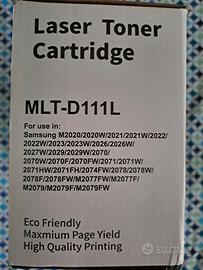 Laser Toner
Cartridge
MLT-D111L
For use in:
Samsung M2020/2020W/2021/2021W/2022/
2022W/2023/2023W/2026/2026W/
2027W/2029/2029W/2070/
2070W/2070F/2070FW/2071/2071W/
2071HW/2071FH/2074FW/2078/2078W/
2078F/2078FW/M2077FW/M2077F/
M2079/M2079F/M2079FW
Eco Friendly
Maxmium Page Yield
High Quality Printing
subito